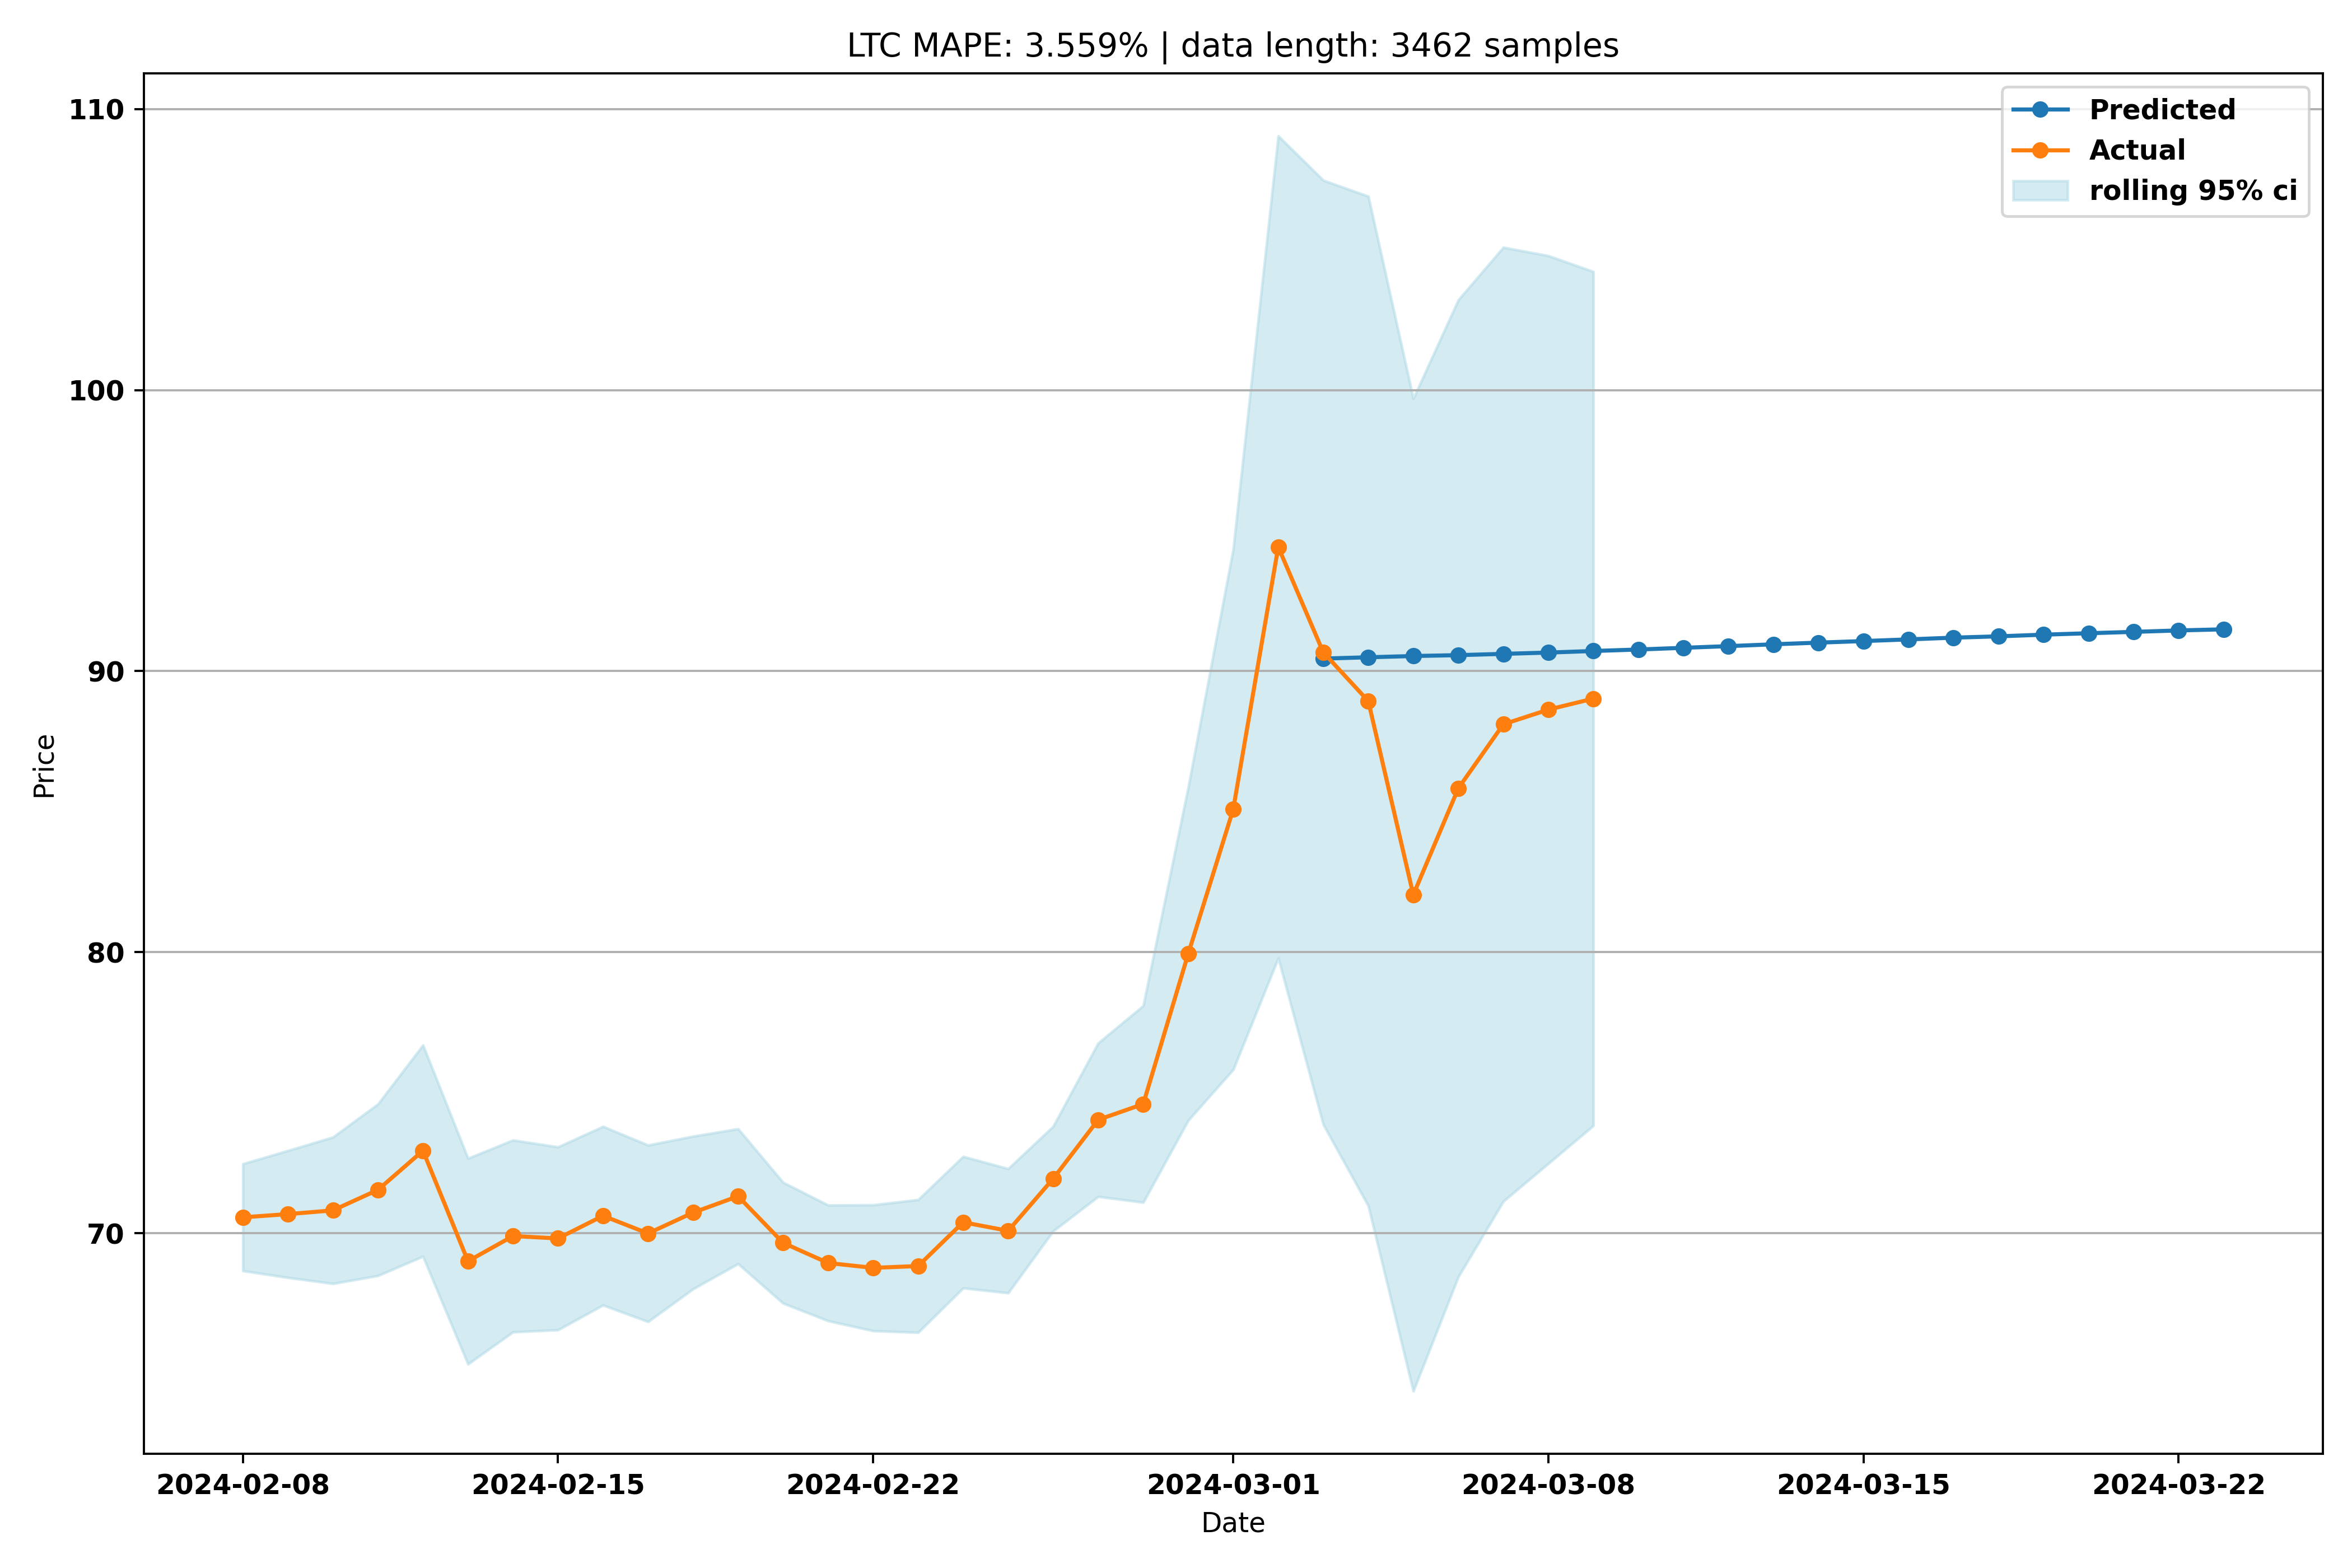 LTC MAPE: 3.559% | data length: 3462 samples
Predicted
Actual
rolling 95% ci
110
100
90
80
70
Price
2024-02-08 2024-02-15 2024-02-22 2024-03-01 2024-03-08 2024-03-15 2024-03-22
Date